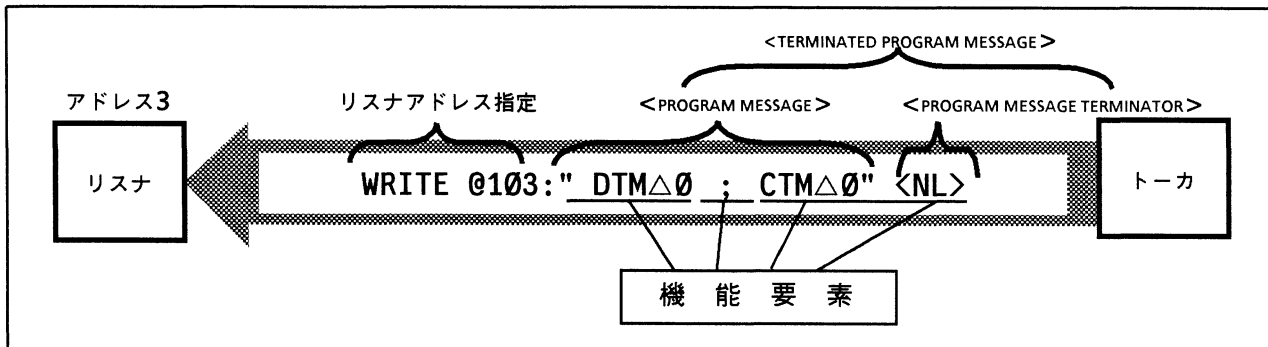 <TERMINATED PROGRAM MESSAGE>
アドレス3
リスナアドレス指定
<PROGRAM MESSAGE>
<PROGRAM MESSAGE TERMINATOR>
リスナ
WRITE @1Ø3:" DTM△Ø ; CTM△Ø" <NL>
トーカ
機 能 要 素